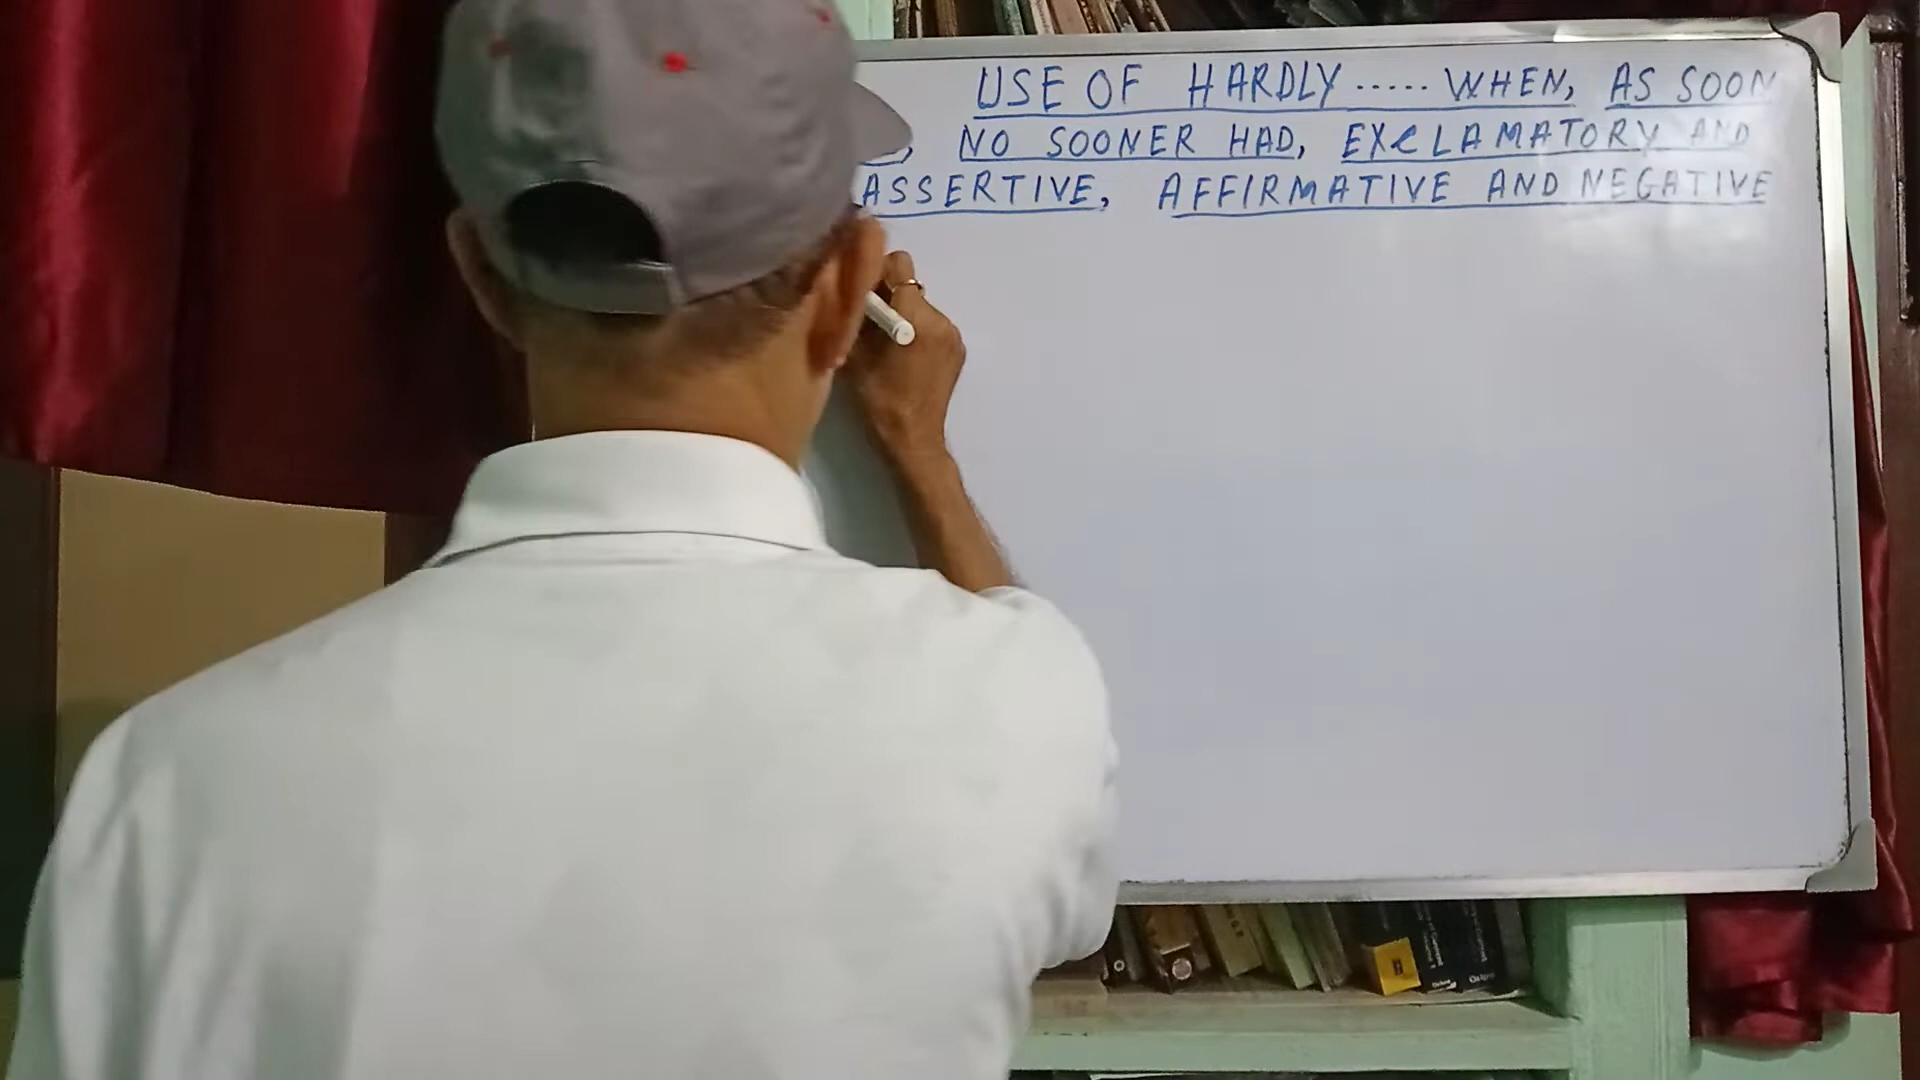 USE OF HARDLY ..... WHEN, AS SOON
, NO SOONER HAD, EXCLAMATORY AND
ASSERTIVE, AFFIRMATIVE AND NEGATIVE